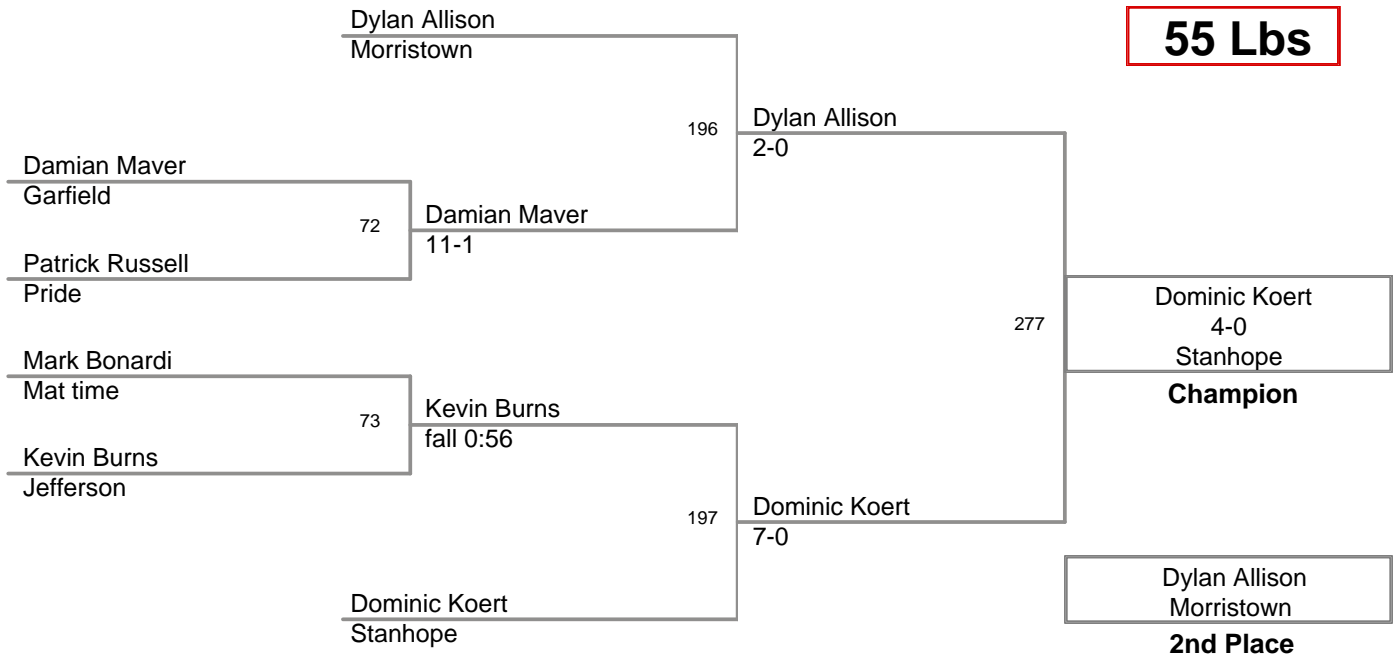 Dylan Allison
Morristown
55 Lbs
196
Dylan Allison
2-0
Damian Maver
Garfield
72
Damian Maver
11-1
Patrick Russell
Pride
277
Dominic Koert
4-0
Stanhope
Champion
Mark Bonardi
Mat time
73
Kevin Burns
fall 0:56
Kevin Burns
Jefferson
197
Dominic Koert
7-0
Dominic Koert
Stanhope
Dylan Allison
Morristown
2nd Place